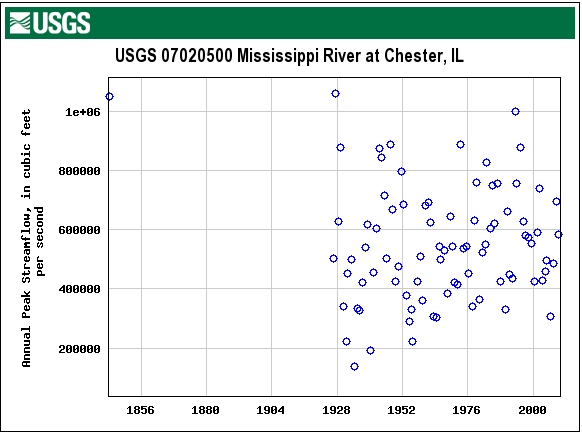 USGS
USGS 07020500 Mississippi River at Chester, IL
Annual Peak Streamflow, in cubic feet
per second
1e+06
800000
600000
400000
200000
1856 1880 1904 1928 1952 1976 2000